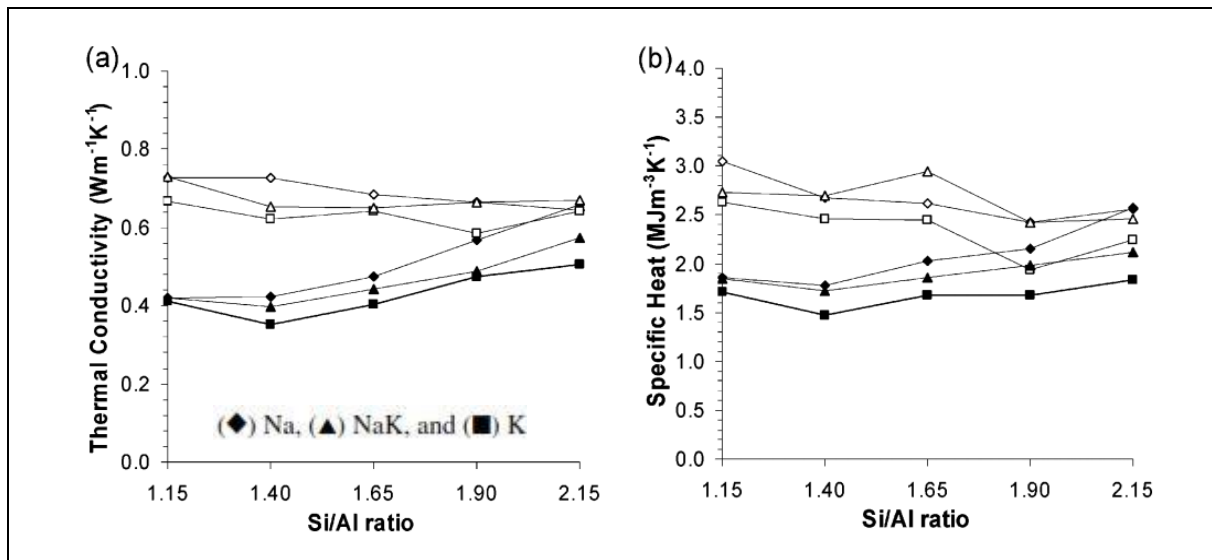 (a)
Thermal Conductivity (Wm⁻¹K⁻¹)
1.0
0.8
0.6
0.4
0.2
0.0
(◆) Na, (▲) NaK, and (■) K
1.15 1.40 1.65 1.90 2.15
Si/Al ratio
(b)
Specific Heat (MJm⁻³K⁻¹)
4.0
3.5
3.0
2.5
2.0
1.5
1.0
0.5
0.0
1.15 1.40 1.65 1.90 2.15
Si/Al ratio